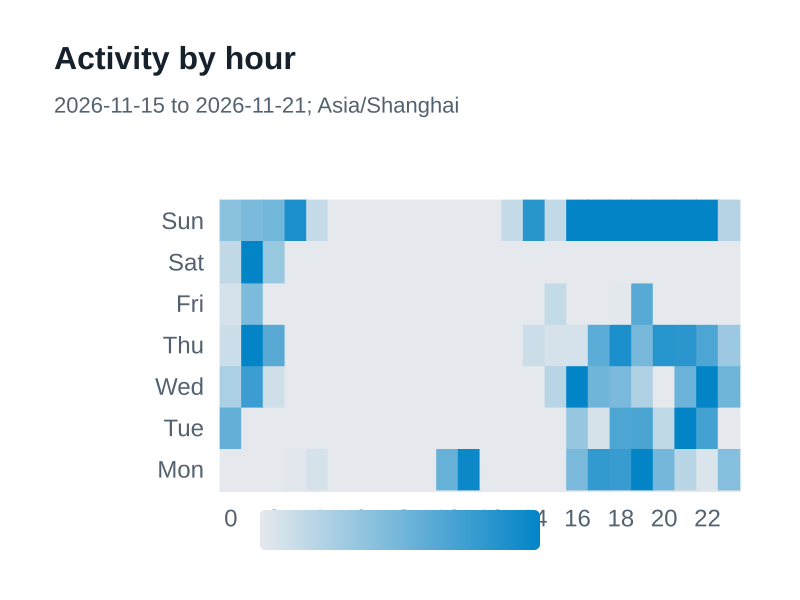 Activity by hour
2026-11-15 to 2026-11-21; Asia/Shanghai
Sun
Sat
Fri
Thu
Wed
Tue
Mon
0 16 18 20 22